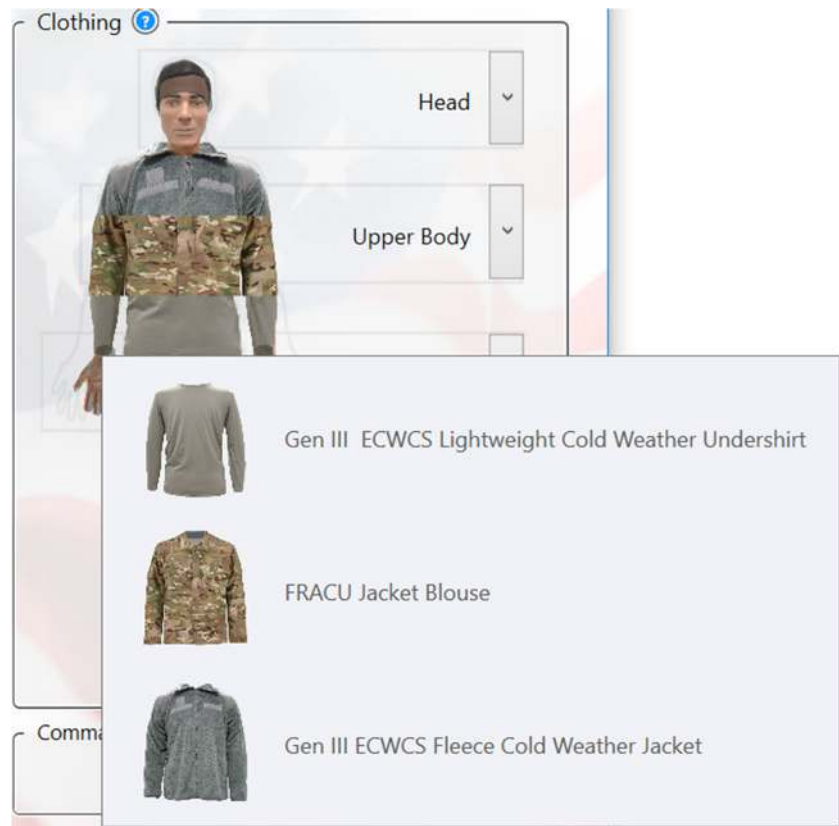 Clothing ?
Head
Upper Body
Gen III ECWCS Lightweight Cold Weather Undershirt
FRACU Jacket Blouse
Gen III ECWCS Fleece Cold Weather Jacket
Comma